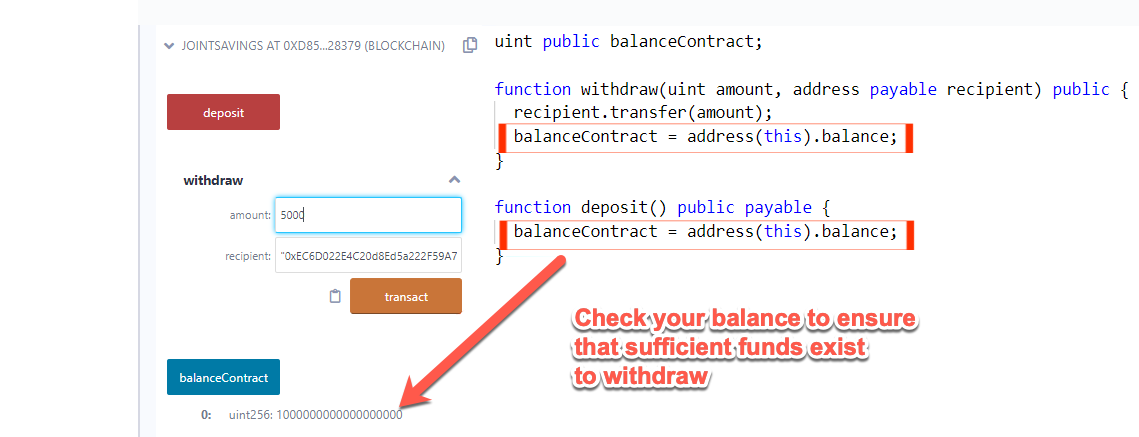 JOINTSAVINGS AT 0XD85...28379 (BLOCKCHAIN)
deposit
withdraw
amount: 5000
recipient: "0xEC6D022E4C20d8Ed5a222F59A7
transact
balanceContract
0: uint256: 1000000000000000000
uint public balanceContract;
function withdraw(uint amount, address payable recipient) public {
recipient.transfer(amount);
balanceContract = address(this).balance;
}
function deposit() public payable {
balanceContract = address(this).balance;
}
Check your balance to ensure
that sufficient funds exist
to withdraw